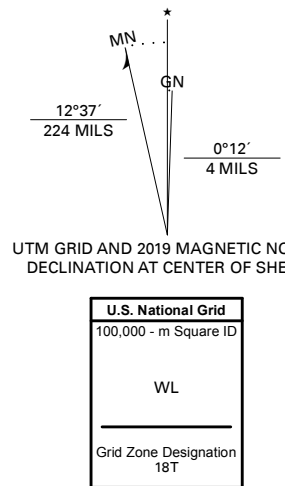 ★
MN
GN
12°37´
224 MILS
0°12´
4 MILS
UTM GRID AND 2019 MAGNETIC NO
DECLINATION AT CENTER OF SHE
U.S. National Grid
100,000 - m Square ID
WL
Grid Zone Designation
18T